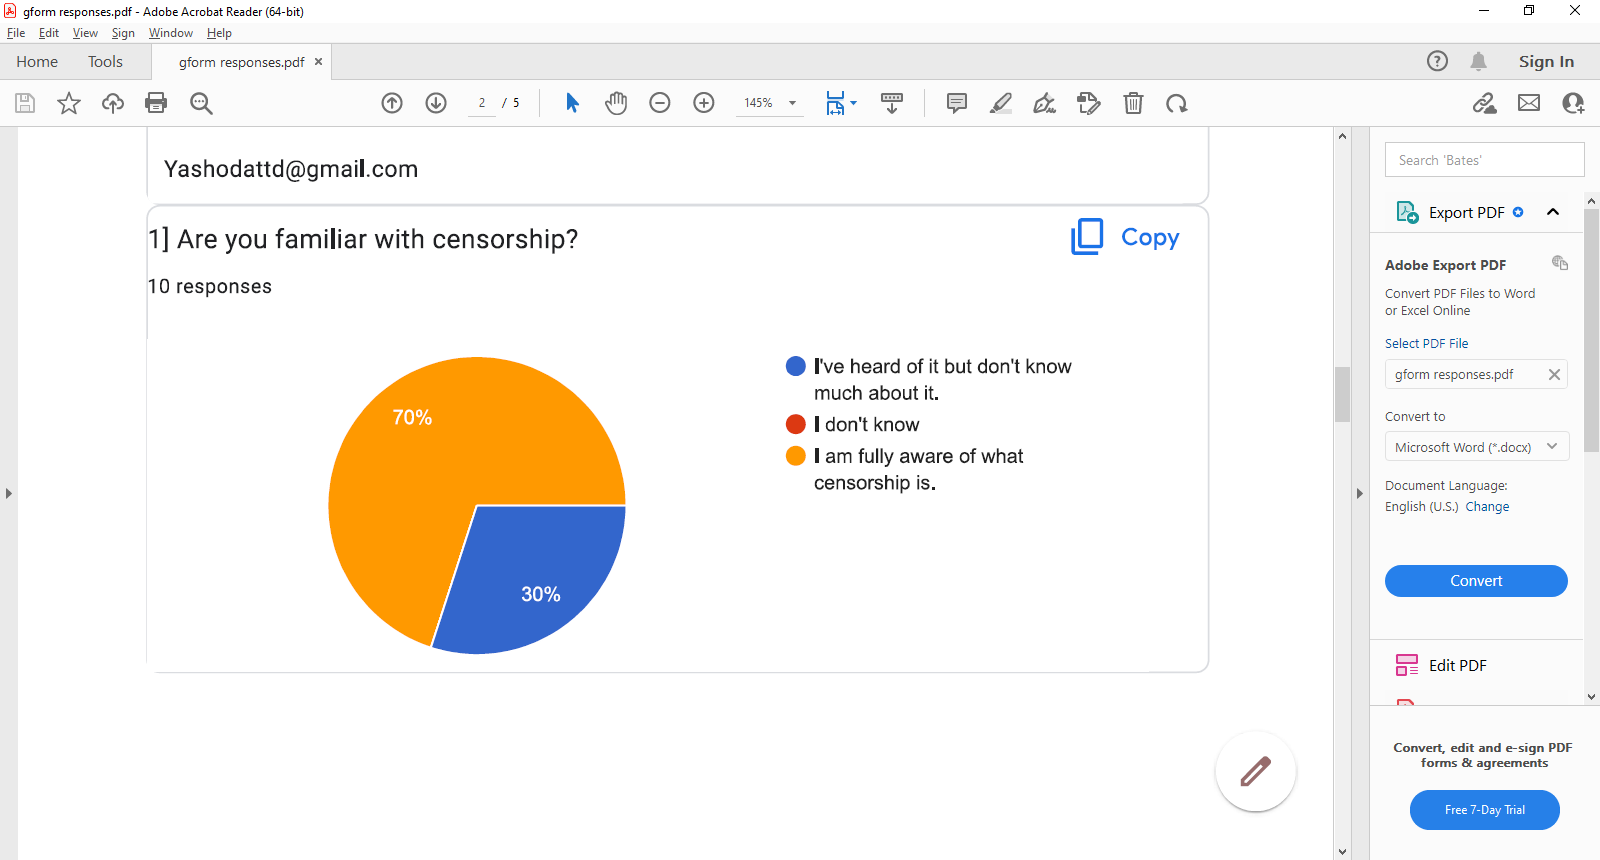 gform responses.pdf - Adobe Acrobat Reader (64-bit)
File Edit View Sign Window Help
Home Tools gform responses.pdf × Sign In
2 / 5 145%
Yashodattd@gmail.com
1] Are you familiar with censorship?
Copy
10 responses
70%
30%
I've heard of it but don't know
much about it.
I don't know
I am fully aware of what
censorship is.
Search 'Bates'
Export PDF
Adobe Export PDF
Convert PDF Files to Word
or Excel Online
Select PDF File
gform responses.pdf
Convert to
Microsoft Word (*.docx)
Document Language:
English (U.S.) Change
Convert
Edit PDF
Convert, edit and e-sign PDF
forms & agreements
Free 7-Day Trial